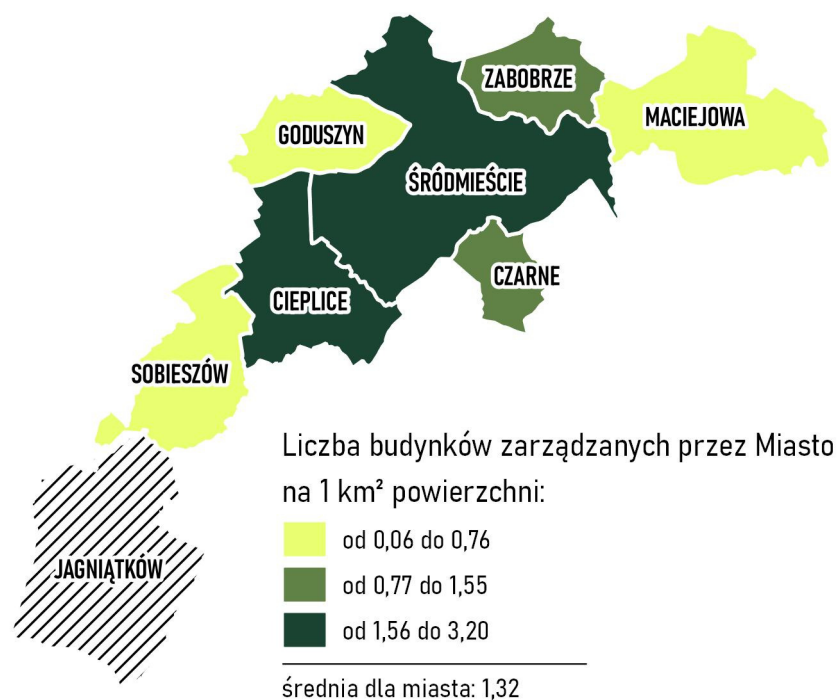 ZABOBRZE
MACIEJOWA
GODUSZYN
ŚRÓDMIEŚCIE
CZARNE
CIEPLICE
SOBIESZÓW
JAGNIĄTKÓW
Liczba budynków zarządzanych przez Miasto
na 1 km² powierzchni:
od 0,06 do 0,76
od 0,77 do 1,55
od 1,56 do 3,20
średnia dla miasta: 1,32